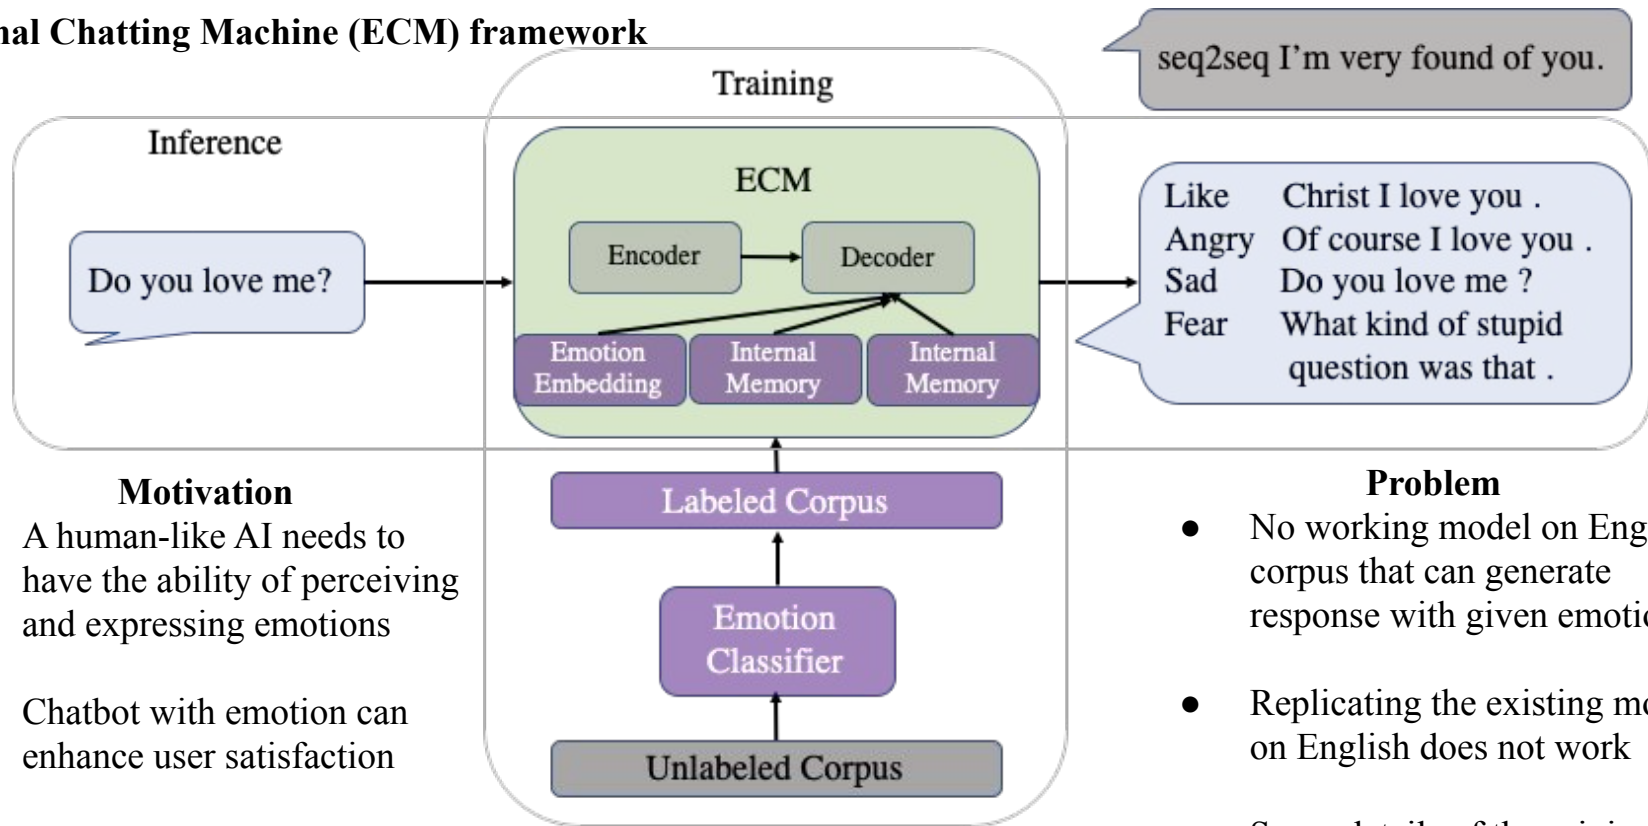 nal Chatting Machine (ECM) framework
seq2seq I'm very found of you.
Training
Inference
ECM
Encoder
Decoder
Do you love me?
Emotion
Embedding
Internal
Memory
Internal
Memory
Like Christ I love you .
Angry Of course I love you .
Sad Do you love me ?
Fear What kind of stupid
question was that .
Labeled Corpus
Emotion
Classifier
Unlabeled Corpus
Motivation
A human-like AI needs to
have the ability of perceiving
and expressing emotions
Chatbot with emotion can
enhance user satisfaction
Problem
● No working model on Eng
corpus that can generate
response with given emoti
● Replicating the existing mo
on English does not work